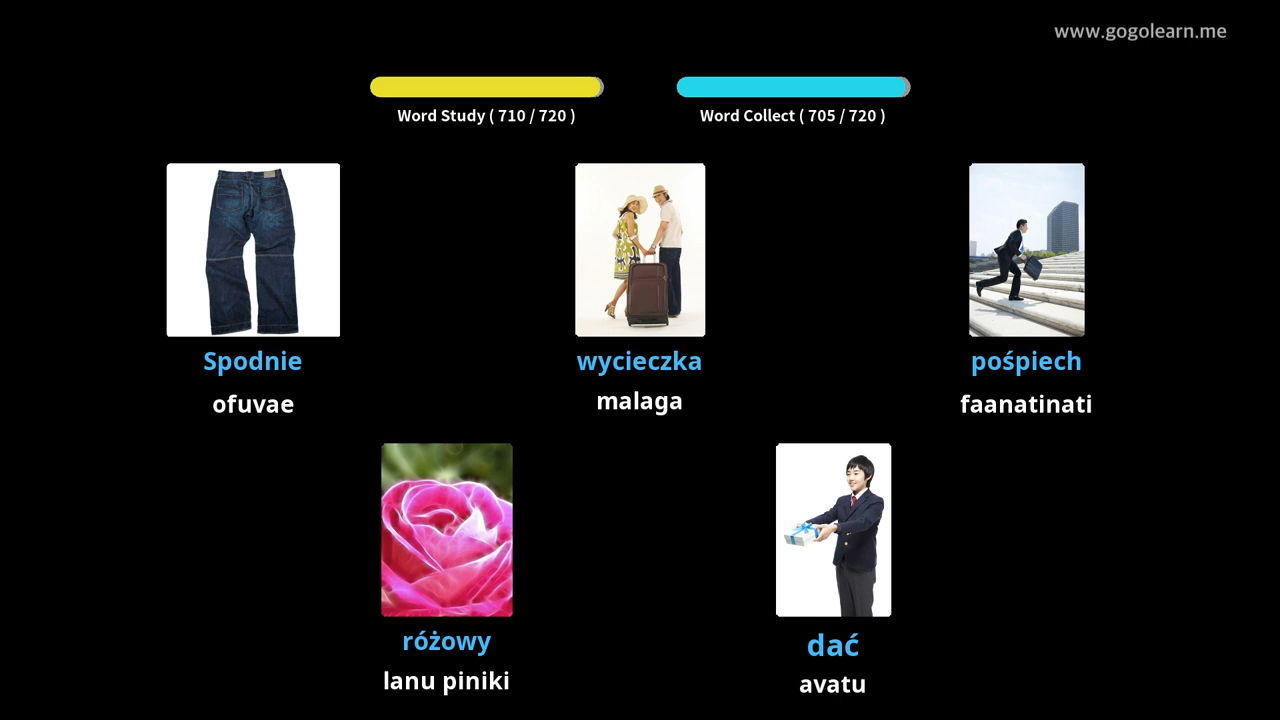 www.gogolearn.me
Word Study ( 710 / 720 )
Word Collect ( 705 / 720 )
Spodnie
ofuvae
wycieczka
malaga
pośpiech
faanatinati
różowy
lanu piniki
dać
avatu